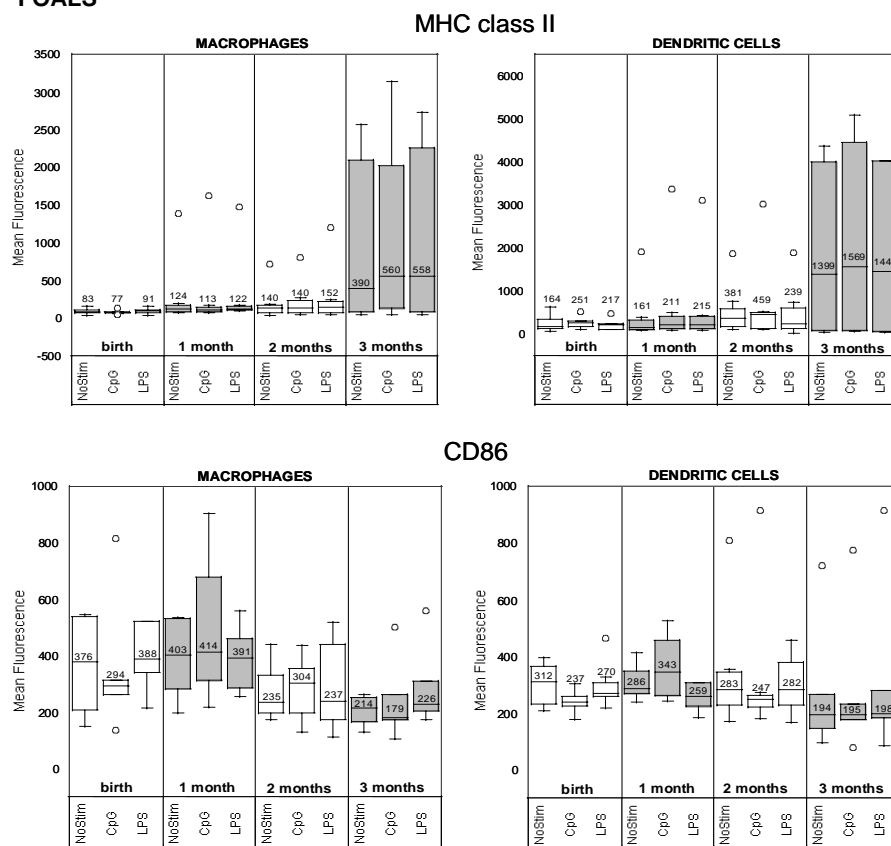 MHC class II
MACROPHAGES
Mean Fluorescence
3500
3000
2500
2000
1500
1000
500
0
-500
83 77 91 124 113 122 140 140 152 390 560 558
birth 1 month 2 months 3 months
NoStim CpG LPS NoStim CpG LPS NoStim CpG LPS NoStim CpG LPS
DENDRITIC CELLS
Mean Fluorescence
6000
5000
4000
3000
2000
1000
0
164 251 217 161 211 215 381 459 239 1399 1569 144
birth 1 month 2 months 3 months
NoStim CpG LPS NoStim CpG LPS NoStim CpG LPS NoStim CpG LPS
CD86
MACROPHAGES
Mean Fluorescence
1000
800
600
400
200
0
376 294 388 403 414 391 235 304 237 214 179 226
birth 1 month 2 months 3 months
NoStim CpG LPS NoStim CpG LPS NoStim CpG LPS NoStim CpG LPS
DENDRITIC CELLS
Mean Fluorescence
1000
800
600
400
200
0
312 237 270 286 343 259 283 247 282 194 195 198
birth 1 month 2 months 3 months
NoStim CpG LPS NoStim CpG LPS NoStim CpG LPS NoStim CpG LPS